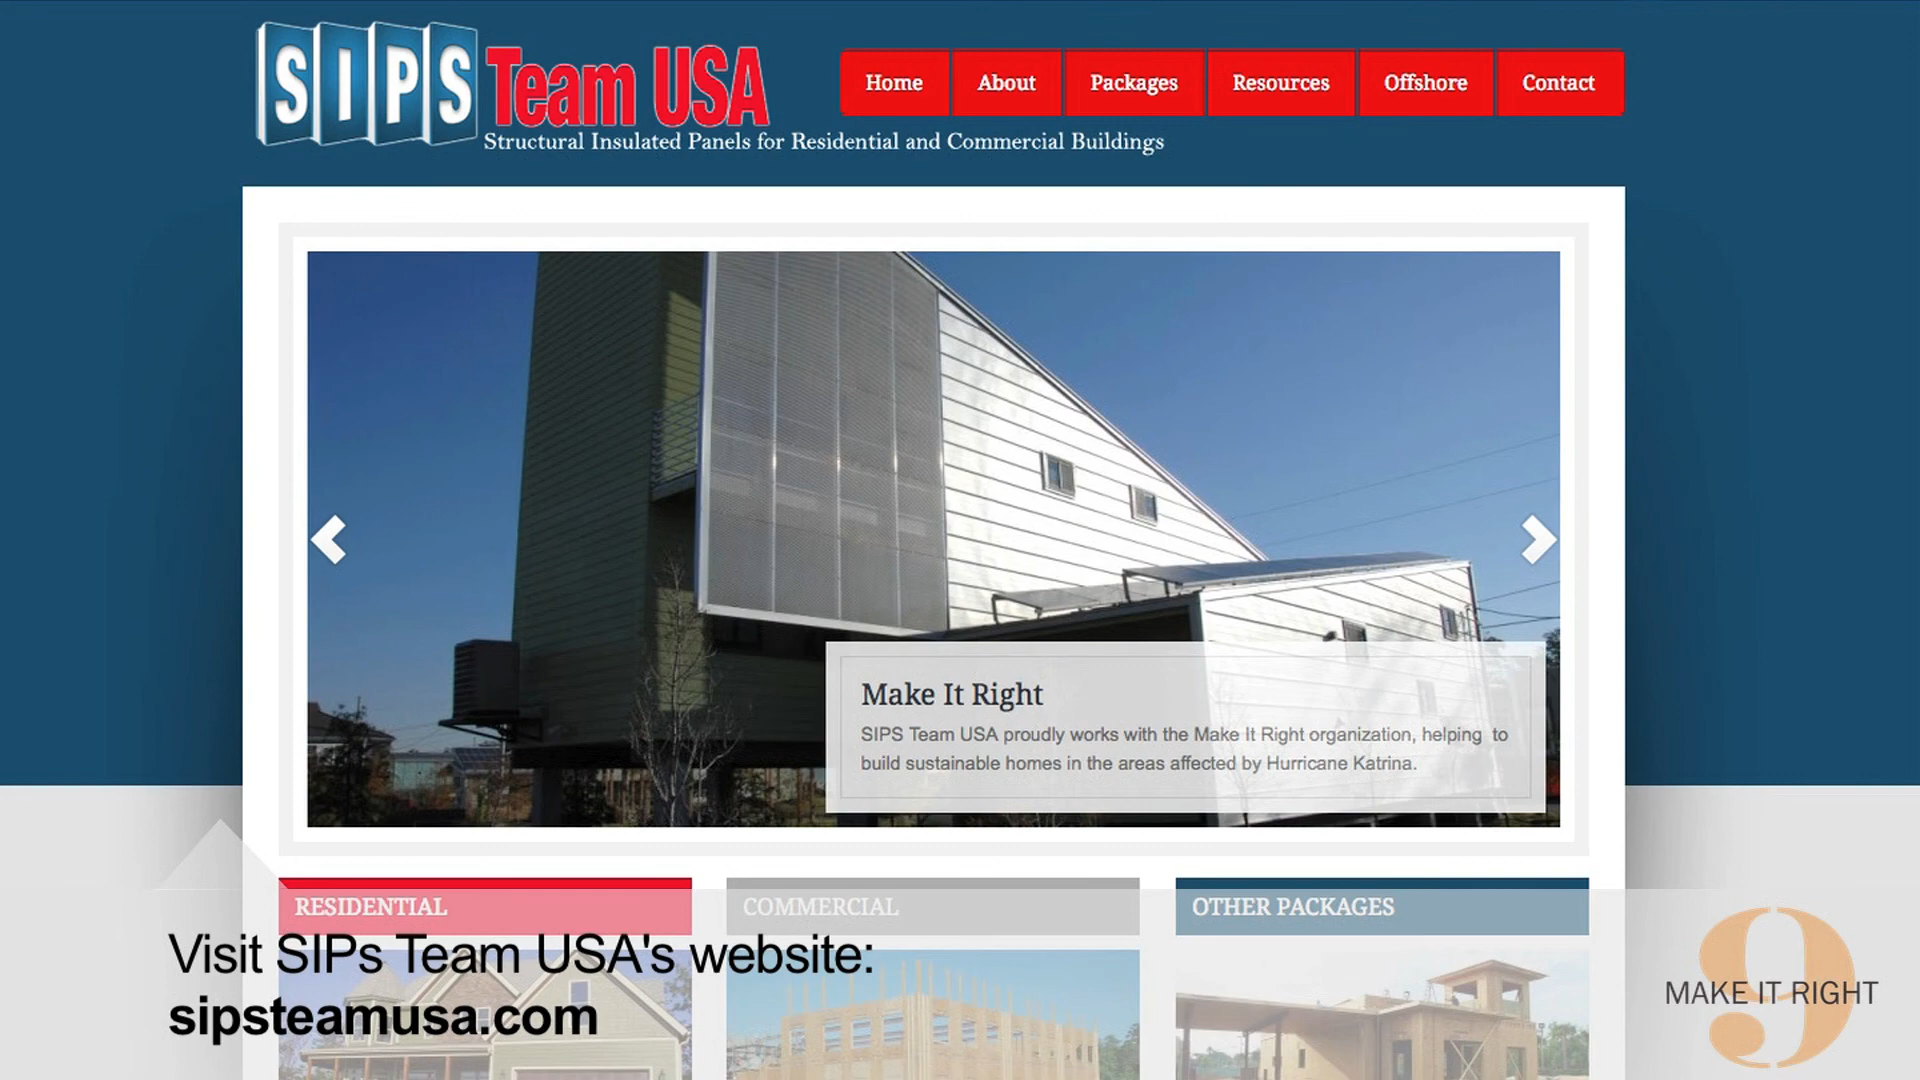 SIPS Team USA
Home About Packages Resources Offshore Contact
Structural Insulated Panels for Residential and Commercial Buildings
Make It Right
SIPS Team USA proudly works with the Make It Right organization, helping to
build sustainable homes in the areas affected by Hurricane Katrina.
RESIDENTIAL
COMMERCIAL
OTHER PACKAGES
Visit SIPs Team USA's website:
sipsteamusa.com
9
MAKE IT RIGHT